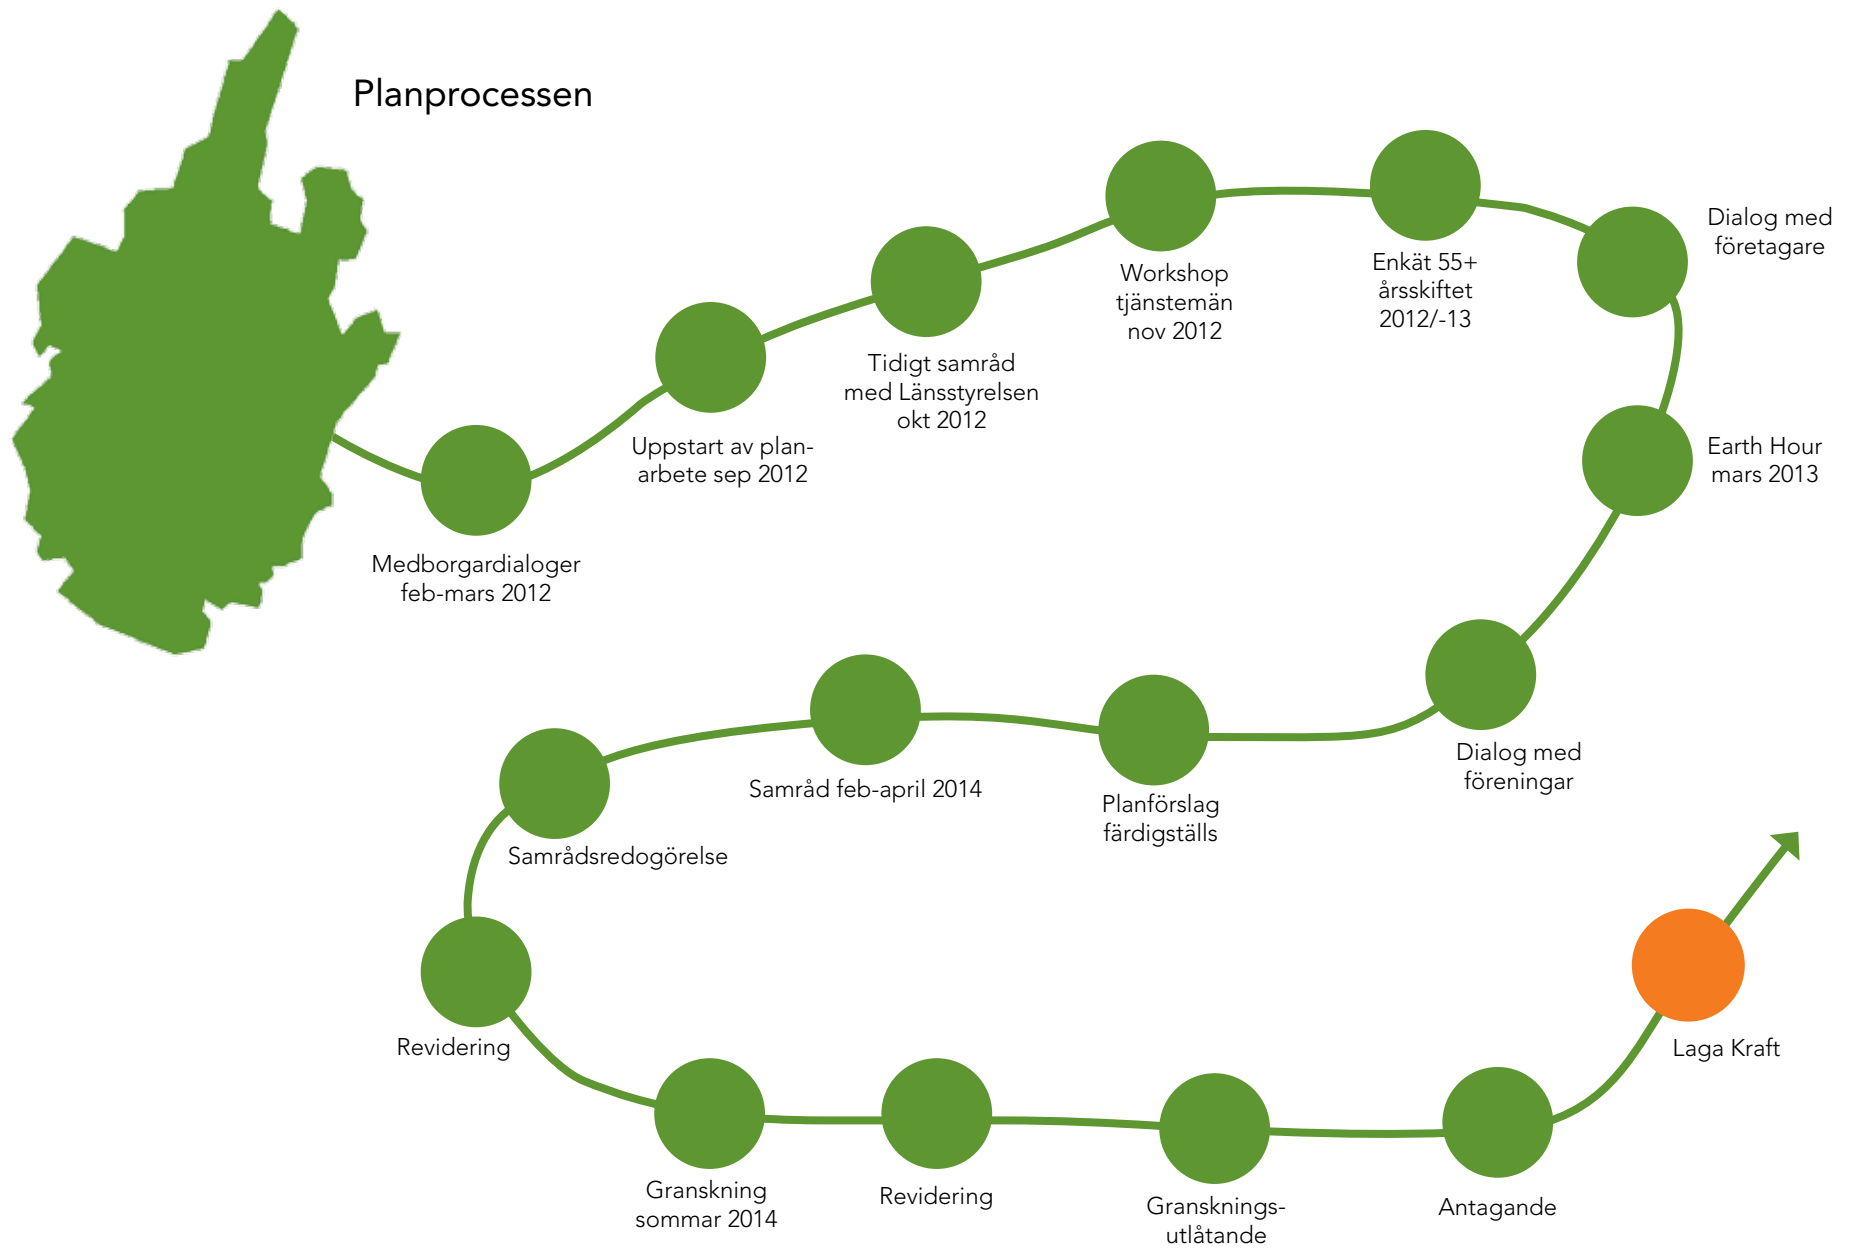 Planprocessen
Medborgardialoger
feb-mars 2012
Uppstart av plan-
arbete sep 2012
Tidigt samråd
med Länsstyrelsen
okt 2012
Workshop
tjänstemän
nov 2012
Enkät 55+
årsskiftet
2012/-13
Dialog med
företagare
Earth Hour
mars 2013
Dialog med
föreningar
Planförslag
färdigställs
Samråd feb-april 2014
Samrådsredogörelse
Revidering
Granskning
sommar 2014
Revidering
Gransknings-
utlåtande
Antagande
Laga Kraft